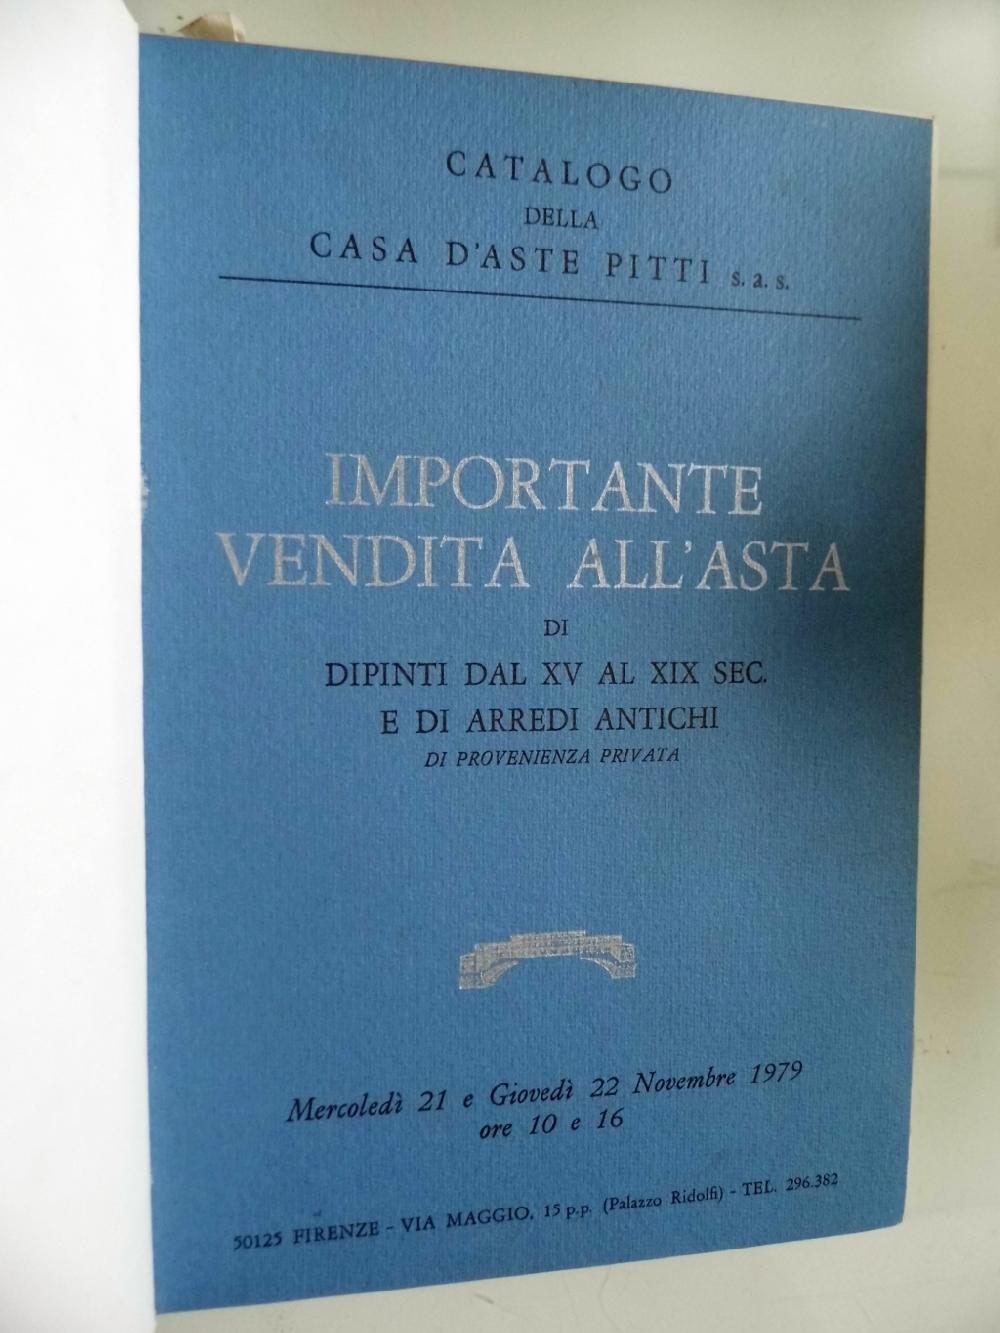 CATALOGO
DELLA
CASA D'ASTE PITTI s.a.s.
IMPORTANTE
VENDITA ALL'ASTA
DI
DIPINTI DAL XV AL XIX SEC.
E DI ARREDI ANTICHI
DI PROVENIENZA PRIVATA
Mercoledì 21 e Giovedì 22 Novembre 1979
ore 10 e 16
50125 FIRENZE - VIA MAGGIO, 15 p.p. (Palazzo Ridolfi) - TEL. 296.382